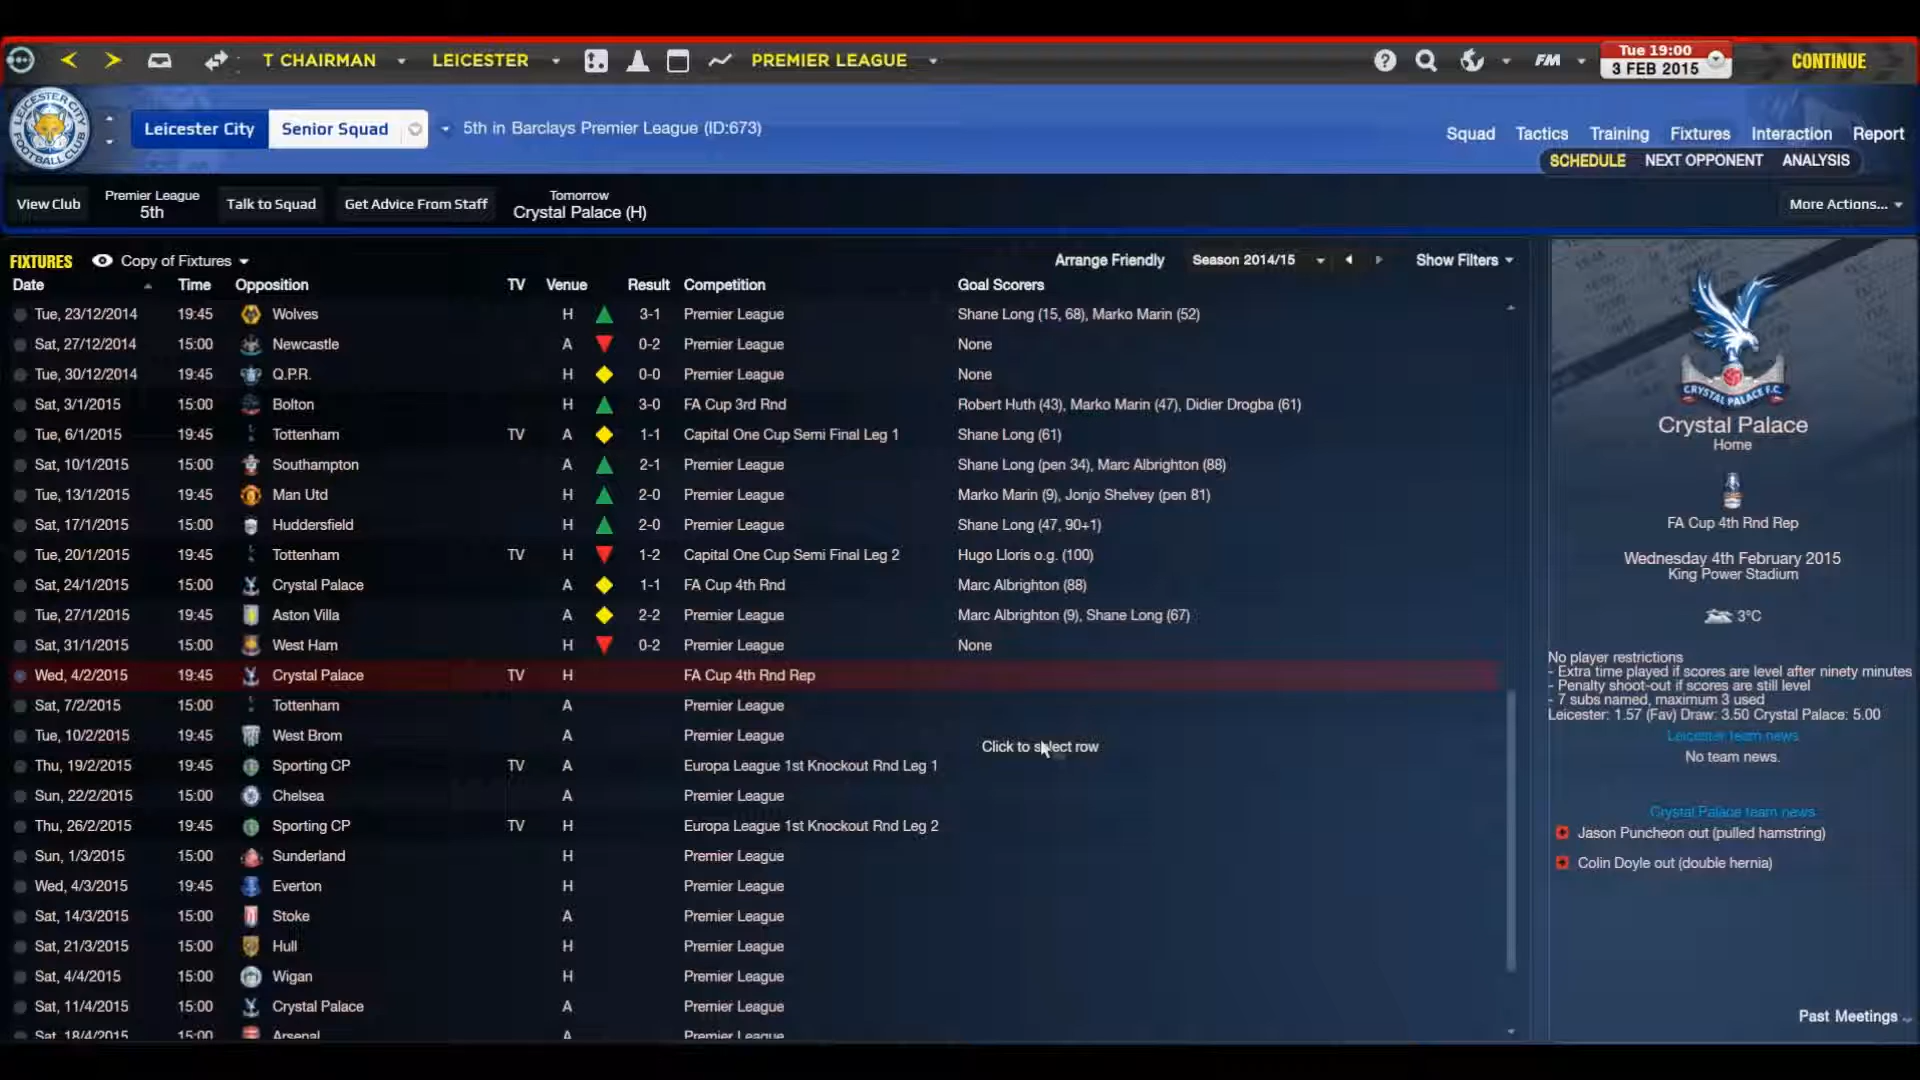 T CHAIRMAN LEICESTER PREMIER LEAGUE FM Tue 19:00 3 FEB 2015 CONTINUE
Leicester City Senior Squad 5th in Barclays Premier League (ID:673)
Squad Tactics Training Fixtures Interaction Report
SCHEDULE NEXT OPPONENT ANALYSIS
View Club Premier League 5th Talk to Squad Get Advice From Staff Tomorrow Crystal Palace (H) More Actions...
FIXTURES Copy of Fixtures Arrange Friendly Season 2014/15 Show Filters
Date Time Opposition TV Venue Result Competition Goal Scorers
Tue, 23/12/2014 19:45 Wolves H 3-1 Premier League Shane Long (15, 68), Marko Marin (52)
Sat, 27/12/2014 15:00 Newcastle A 0-2 Premier League None
Tue, 30/12/2014 19:45 Q.P.R. H 0-0 Premier League None
Sat, 3/1/2015 15:00 Bolton H 3-0 FA Cup 3rd Rnd Robert Huth (43), Marko Marin (47), Didier Drogba (61)
Tue, 6/1/2015 19:45 Tottenham TV A 1-1 Capital One Cup Semi Final Leg 1 Shane Long (61)
Sat, 10/1/2015 15:00 Southampton A 2-1 Premier League Shane Long (pen 34), Marc Albrighton (88)
Tue, 13/1/2015 19:45 Man Utd H 2-0 Premier League Marko Marin (9), Jonjo Shelvey (pen 81)
Sat, 17/1/2015 15:00 Huddersfield H 2-0 Premier League Shane Long (47, 90+1)
Tue, 20/1/2015 19:45 Tottenham TV H 1-2 Capital One Cup Semi Final Leg 2 Hugo Lloris o.g. (100)
Sat, 24/1/2015 15:00 Crystal Palace A 1-1 FA Cup 4th Rnd Marc Albrighton (88)
Tue, 27/1/2015 19:45 Aston Villa A 2-2 Premier League Marc Albrighton (9), Shane Long (67)
Sat, 31/1/2015 15:00 West Ham H 0-2 Premier League None
Wed, 4/2/2015 19:45 Crystal Palace TV H FA Cup 4th Rnd Rep
Sat, 7/2/2015 15:00 Tottenham A Premier League
Tue, 10/2/2015 19:45 West Brom A Premier League
Click to select row
Thu, 19/2/2015 19:45 Sporting CP TV A Europa League 1st Knockout Rnd Leg 1
Sun, 22/2/2015 15:00 Chelsea A Premier League
Thu, 26/2/2015 19:45 Sporting CP TV H Europa League 1st Knockout Rnd Leg 2
Sun, 1/3/2015 15:00 Sunderland H Premier League
Wed, 4/3/2015 19:45 Everton H Premier League
Sat, 14/3/2015 15:00 Stoke A Premier League
Sat, 21/3/2015 15:00 Hull H Premier League
Sat, 4/4/2015 15:00 Wigan H Premier League
Sat, 11/4/2015 15:00 Crystal Palace A Premier League
Sat, 18/4/2015 15:00 Arsenal A Premier League
LEICESTER CITY FOOTBALL CLUB
CRYSTAL PALACE F.C.
Crystal Palace
Home
FA Cup 4th Rnd Rep
Wednesday 4th February 2015
King Power Stadium
3°C
No player restrictions
- Extra time played if scores are level after ninety minutes
- Penalty shoot-out if scores are still level
- 7 subs named, maximum 3 used
Leicester: 1.57 (Fav) Draw: 3.50 Crystal Palace: 5.00
Leicester team news
No team news.
Crystal Palace team news
Jason Puncheon out (pulled hamstring)
Colin Doyle out (double hernia)
Past Meetings